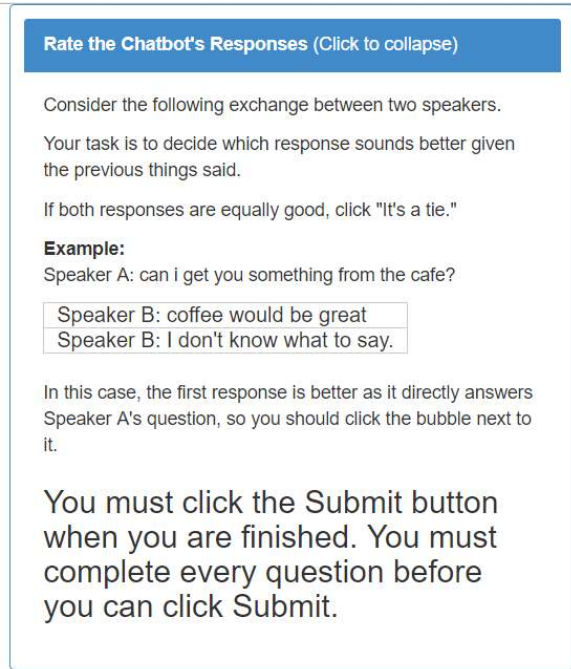 Rate the Chatbot's Responses (Click to collapse)
Consider the following exchange between two speakers.
Your task is to decide which response sounds better given
the previous things said.
If both responses are equally good, click "It's a tie."
Example:
Speaker A: can i get you something from the cafe?
Speaker B: coffee would be great
Speaker B: I don't know what to say.
In this case, the first response is better as it directly answers
Speaker A's question, so you should click the bubble next to
it.
You must click the Submit button
when you are finished. You must
complete every question before
you can click Submit.